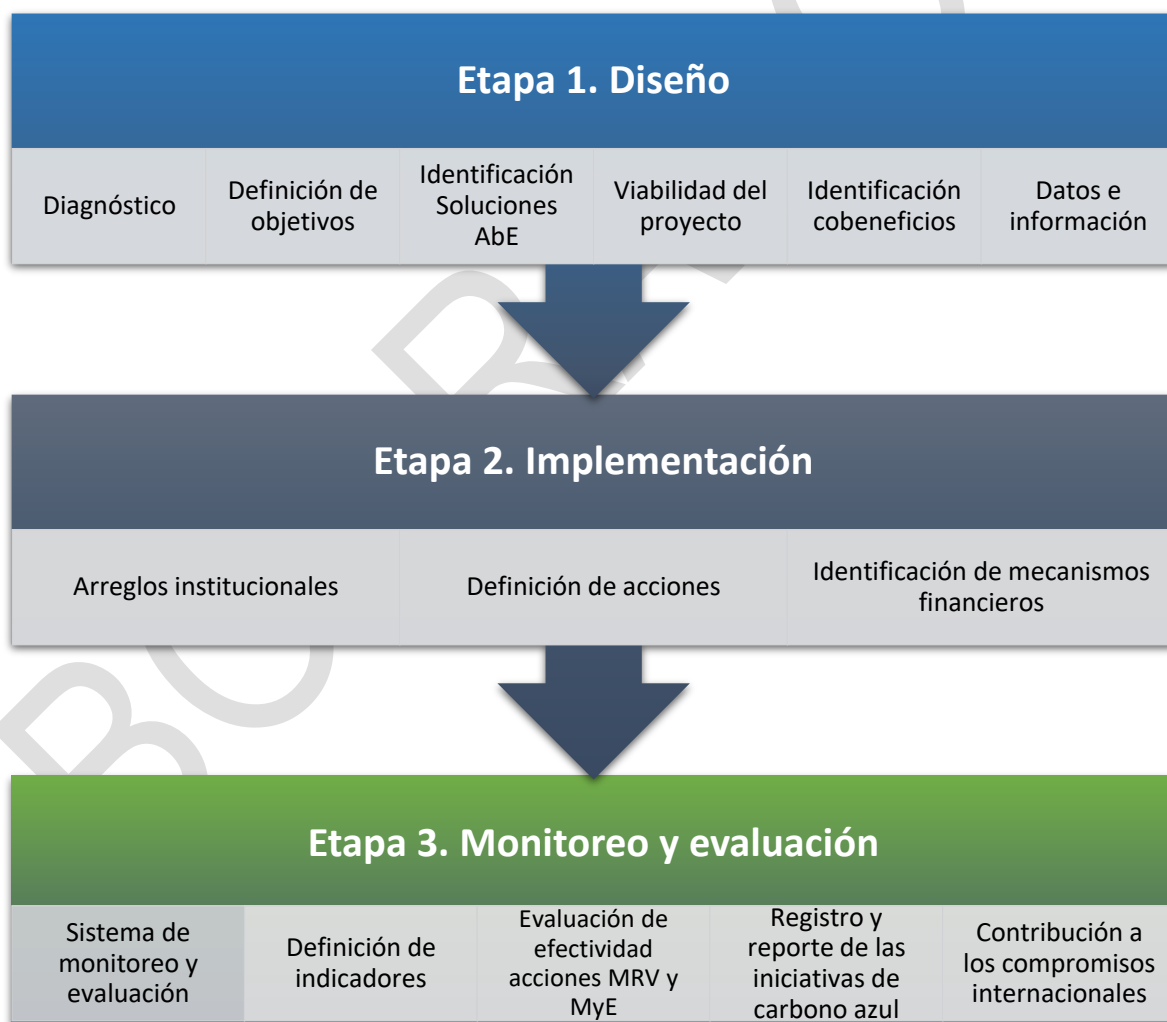 Etapa 1. Diseño
Diagnóstico
Definición de
objetivos
Identificación
Soluciones
AbE
Viabilidad del
proyecto
Identificación
cobeneficios
Datos e
información
Etapa 2. Implementación
Arreglos institucionales
Definición de acciones
Identificación de mecanismos
financieros
Etapa 3. Monitoreo y evaluación
Sistema de
monitoreo y
evaluación
Definición de
indicadores
Evaluación de
efectividad
acciones MRV y
MyE
Registro y
reporte de las
iniciativas de
carbono azul
Contribución a
los compromisos
internacionales